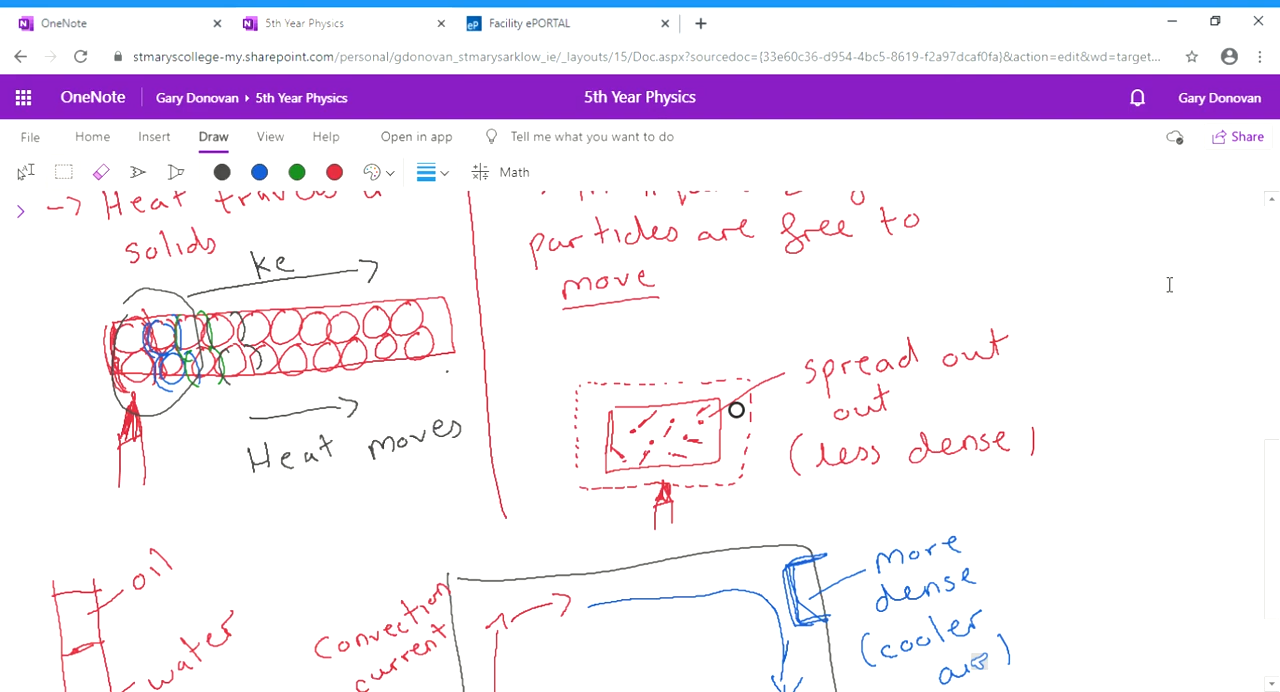 OneNote
5th Year Physics
Facility ePORTAL
stmaryscollege-my.sharepoint.com/personal/gdonovan_stmarysarklow_ie/_layouts/15/Doc.aspx?sourcedoc={33e60c36-d954-4bc5-8619-f2a97dcaf0fa}&action=edit&wd=target...
OneNote
Gary Donovan › 5th Year Physics
5th Year Physics
Gary Donovan
File
Home
Insert
Draw
View
Help
Open in app
Tell me what you want to do
Share
Math
-> Heat travels
solids
Ke
Heat moves
particles are free to
move
spread out
out
(less dense)
oil
water
Convection
current
more
dense
(cooler